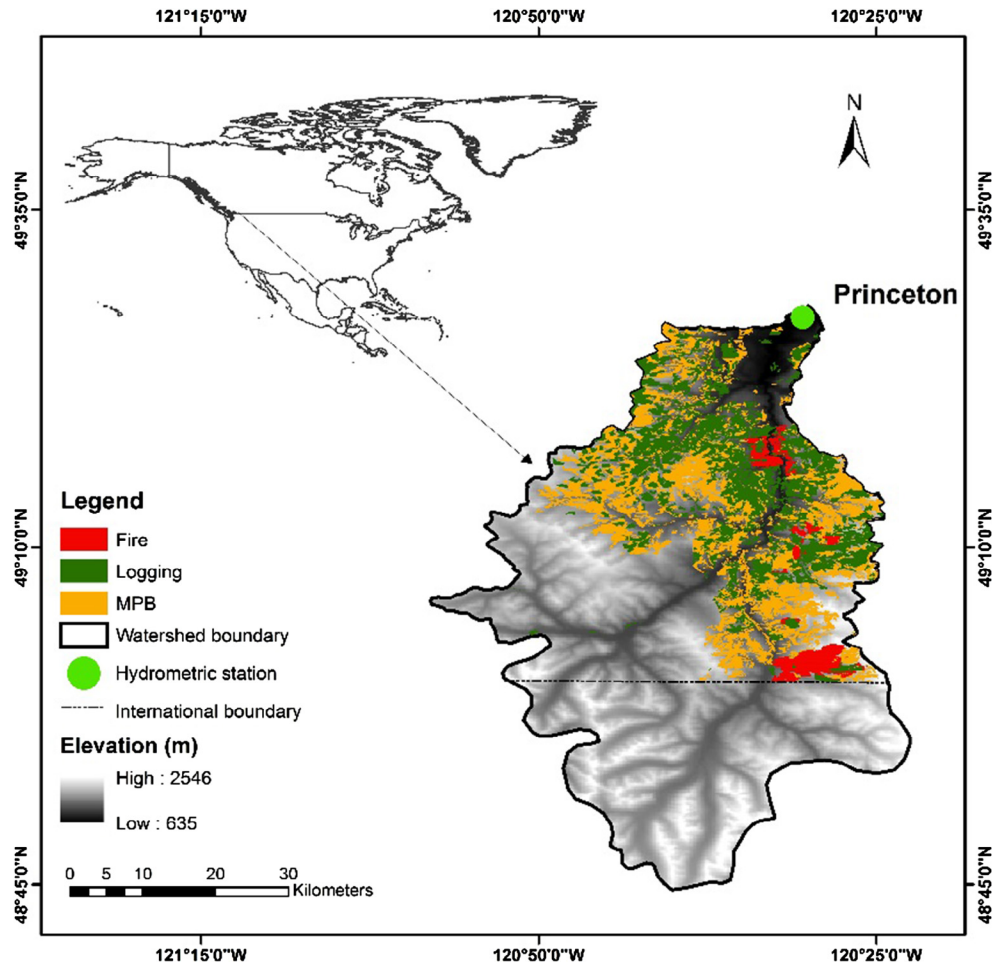 121°15'0"W 120°50'0"W 120°25'0"W
N
49°35'0"N 49°35'0"N
Princeton
Legend
Fire
Logging
MPB
Watershed boundary
Hydrometric station
International boundary
49°10'0"N 49°10'0"N
Elevation (m)
High : 2546
Low : 635
0 5 10 20 30
Kilometers
48°45'0"N 48°45'0"N
121°15'0"W 120°50'0"W 120°25'0"W